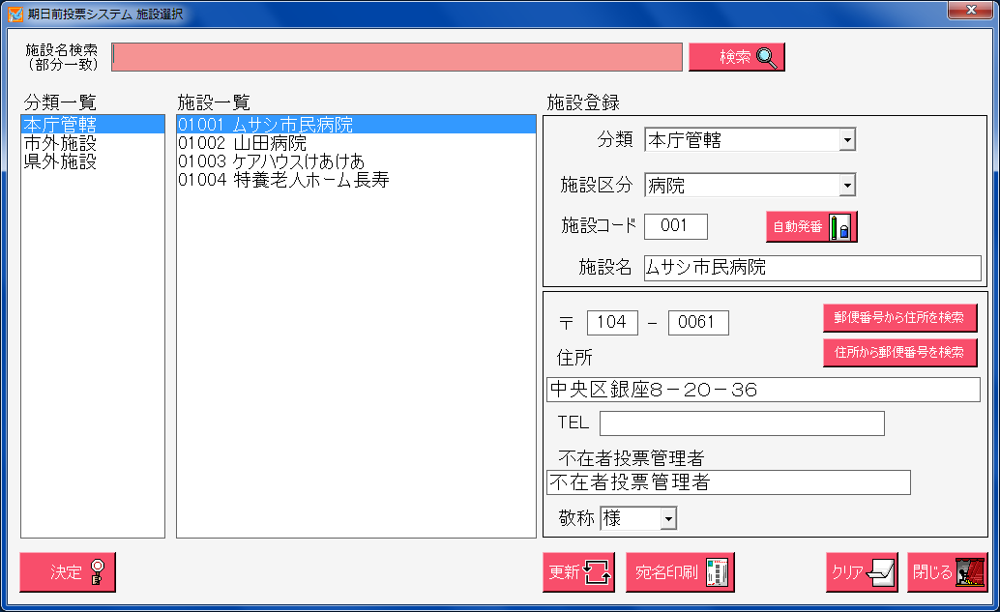 期日前投票システム 施設選択
施設名検索
(部分一致)
検索
分類一覧
本庁管轄
市外施設
県外施設
施設一覧
01001 ムサシ市民病院
01002 山田病院
01003 ケアハウスけあけあ
01004 特養老人ホーム長寿
施設登録
分類 本庁管轄
施設区分 病院
施設コード 001 自動発番
施設名 ムサシ市民病院
〒 104 - 0061
郵便番号から住所を検索
住所
住所から郵便番号を検索
中央区銀座8-20-36
TEL
不在者投票管理者
不在者投票管理者
敬称 様
決定 更新 宛名印刷 クリア 閉じる